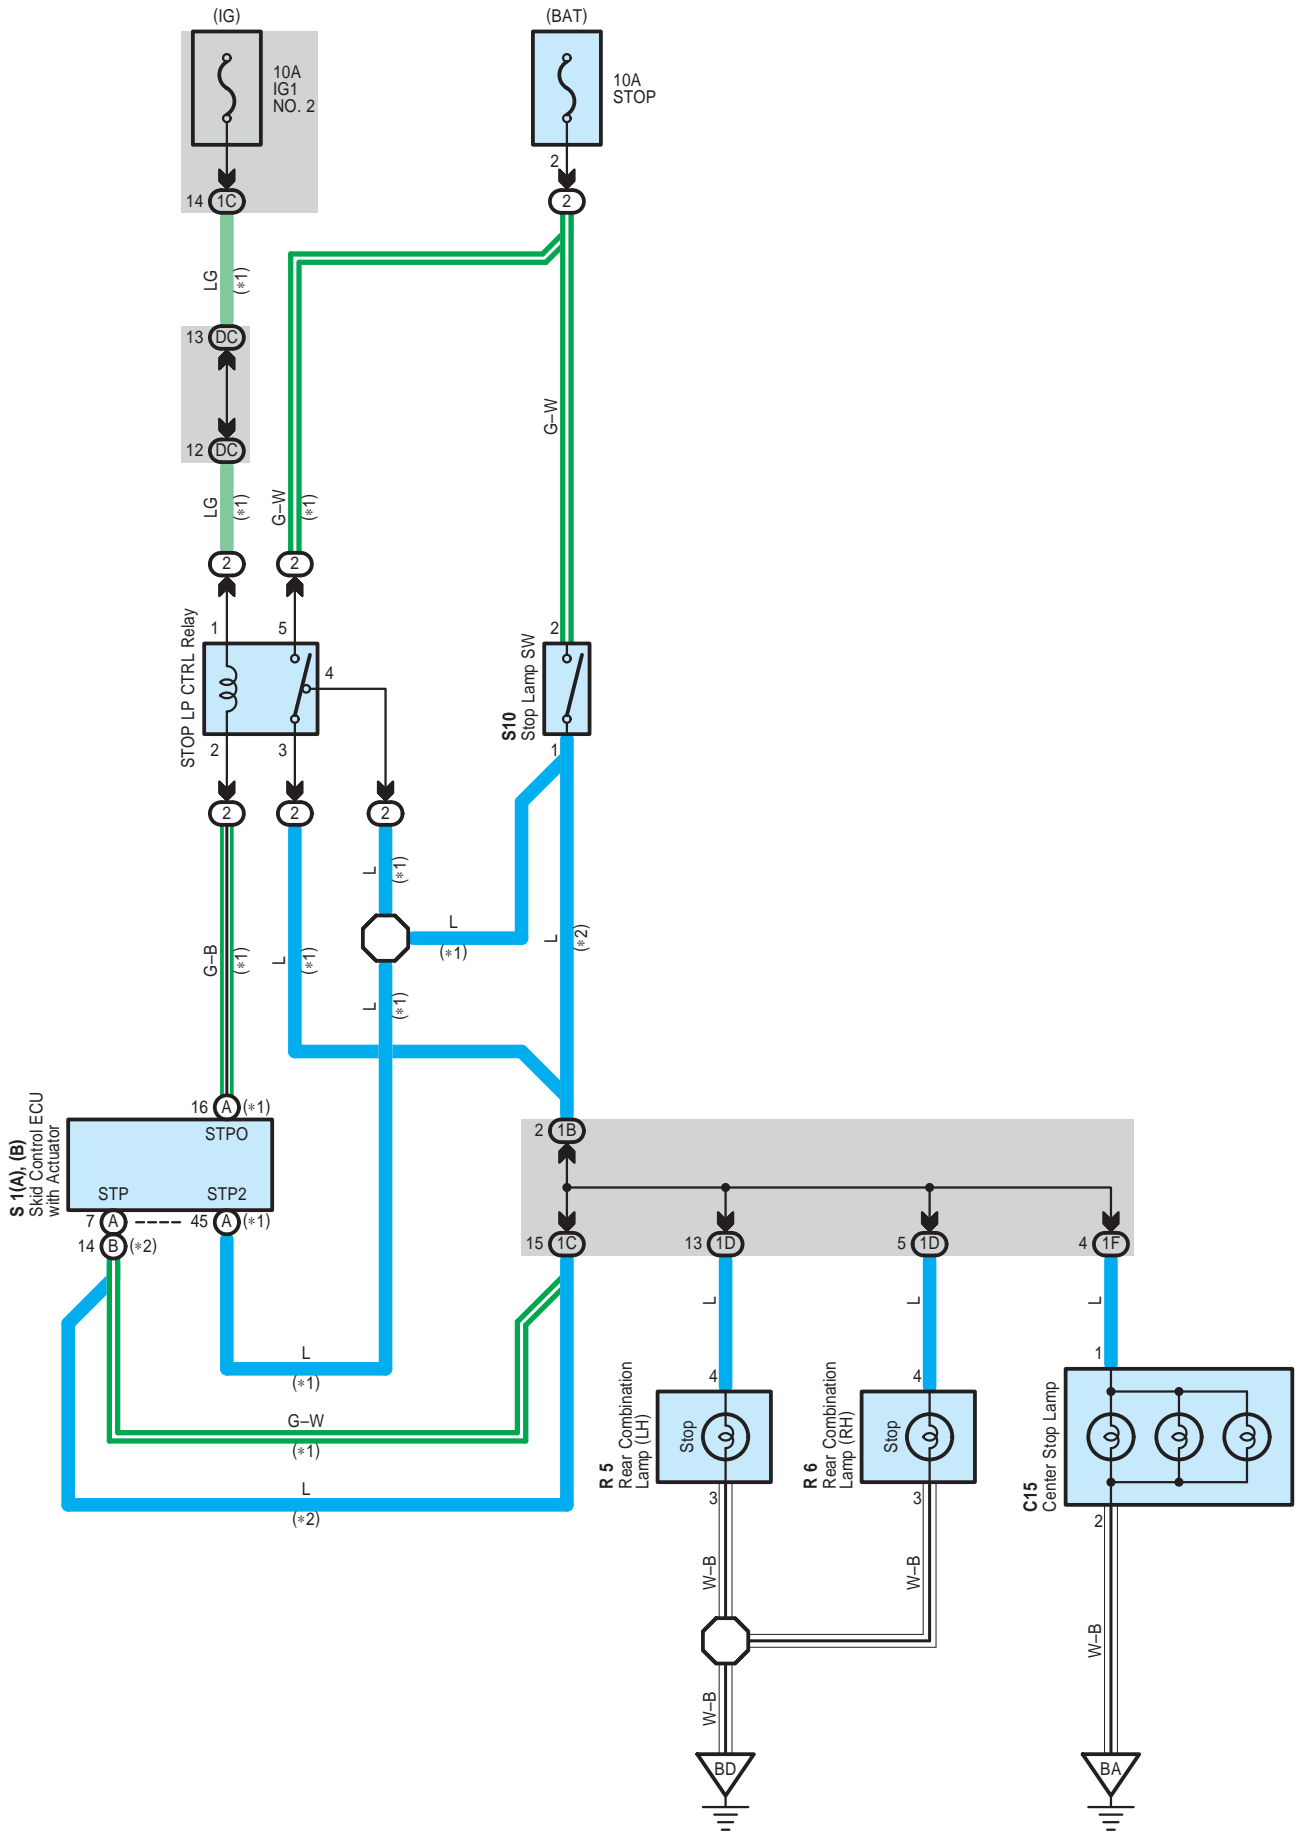 (IG)
(BAT)
10A
IG1
NO. 2
10A
STOP
2
14 1C
2
LG
(*1)
13 DC
12 DC
LG
(*1)
G–W
(*1)
G–W
2
2
1
5
4
2
STOP LP CTRL Relay
S10
Stop Lamp SW
2
3
1
2
2
2
L
(*1)
L
(*1)
L
(*2)
G–B
(*1)
L
(*1)
L
(*1)
16 A (*1)
S 1(A), (B)
Skid Control ECU
with Actuator
STPO
STP
STP2
7 A
45 A (*1)
14 B (*2)
2 1B
15 1C
13 1D
5 1D
4 1F
L
L
L
L
(*1)
G–W
(*1)
L
(*2)
4
4
1
R 5
Rear Combination
Lamp (LH)
Stop
R 6
Rear Combination
Lamp (RH)
Stop
C15
Center Stop Lamp
3
3
2
W–B
W–B
W–B
W–B
BD
BA